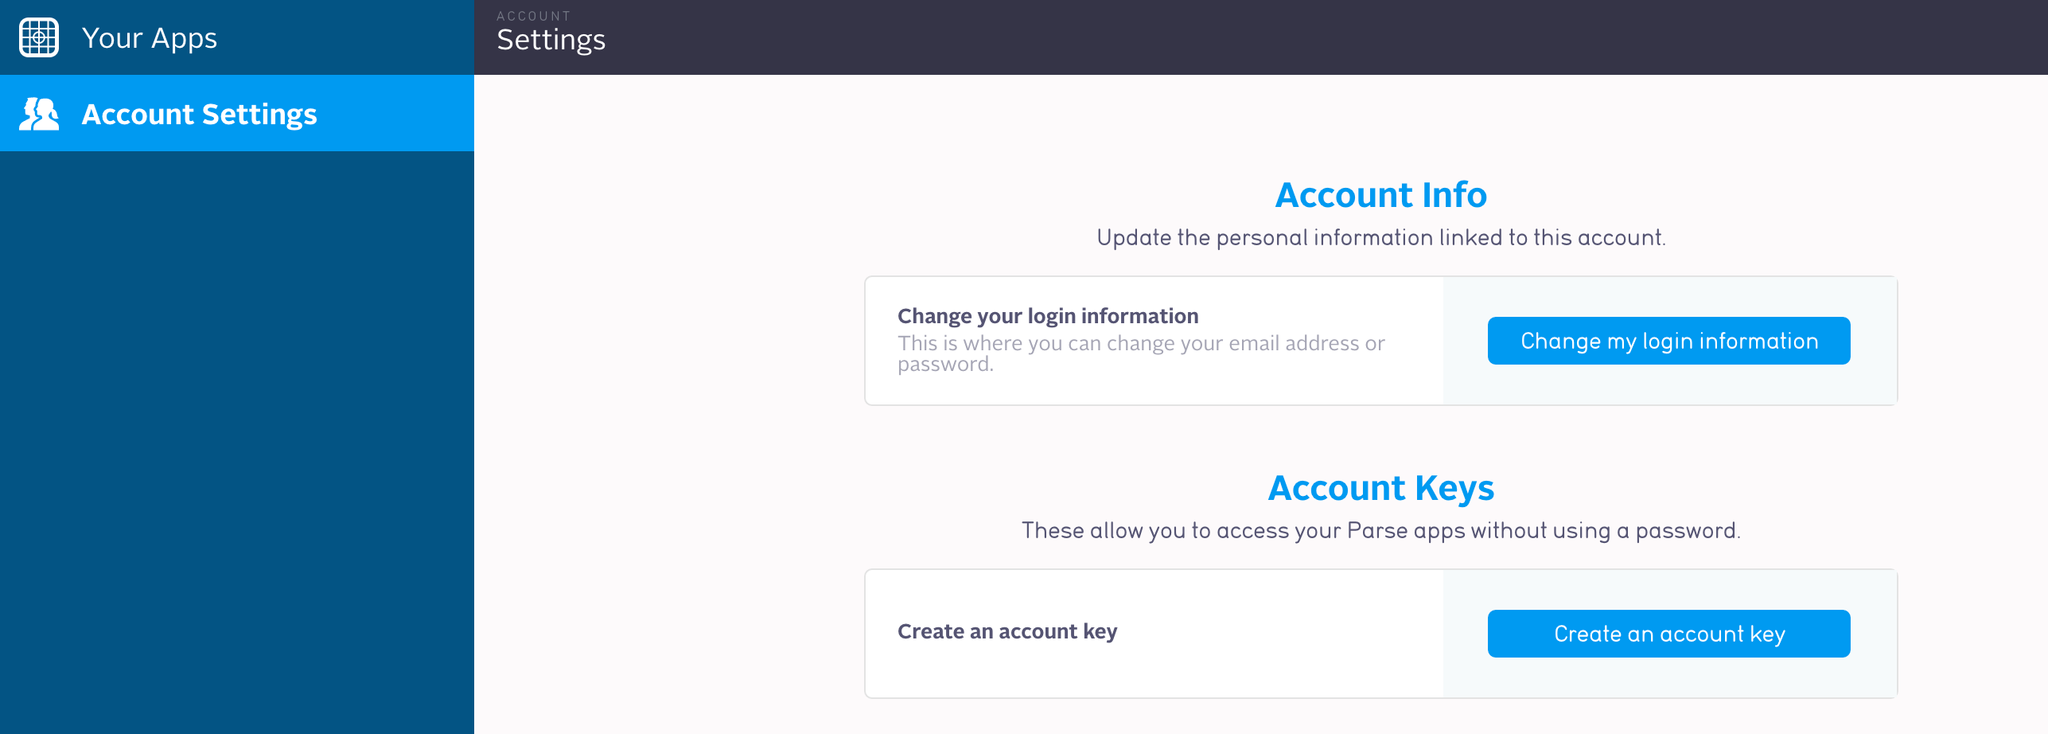 Your Apps
Account Settings
ACCOUNT
Settings
Account Info
Update the personal information linked to this account.
Change your login information
This is where you can change your email address or
password.
Change my login information
Account Keys
These allow you to access your Parse apps without using a password.
Create an account key
Create an account key